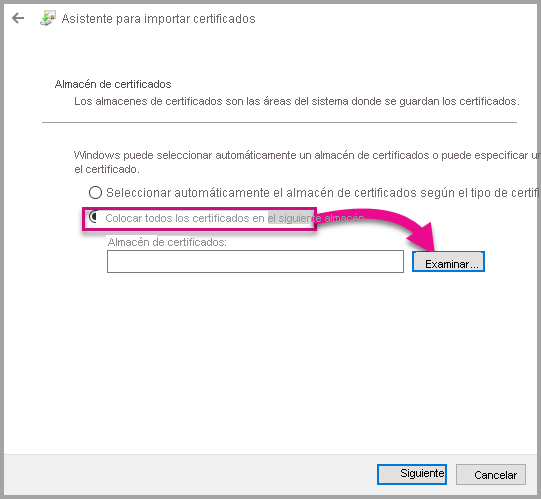 Asistente para importar certificados
Almacén de certificados
Los almacenes de certificados son las áreas del sistema donde se guardan los certificados.
Windows puede seleccionar automáticamente un almacén de certificados o puede especificar un
el certificado.
Seleccionar automáticamente el almacén de certificados según el tipo de certifi
Colocar todos los certificados en el siguiente almacén
Almacén de certificados:
Examinar...
Siguiente
Cancelar